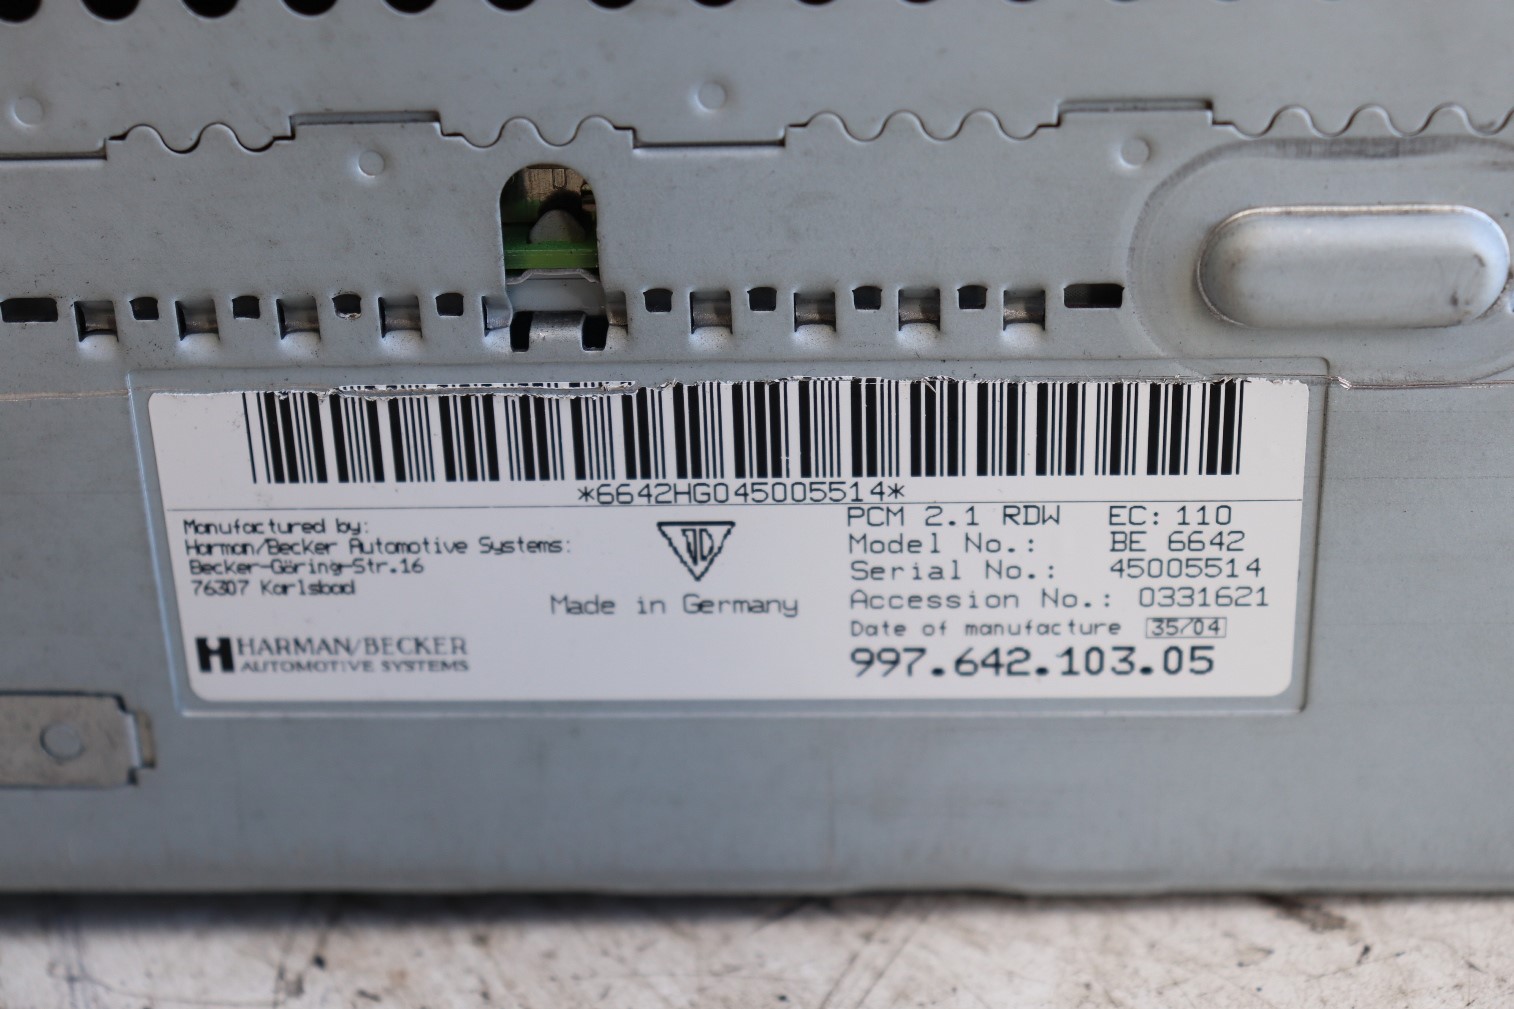 *6642HG045005514*
Manufactured by:
Harman/Becker Automotive Systems:
Becker-Göring-Str.16
76307 Karlsbad
Made in Germany
HARMAN/BECKER
AUTOMOTIVE SYSTEMS
PCM 2.1 RDW EC: 110
Model No.: BE 6642
Serial No.: 45005514
Accession No.: 0331621
Date of manufacture 35/04
997.642.103.05